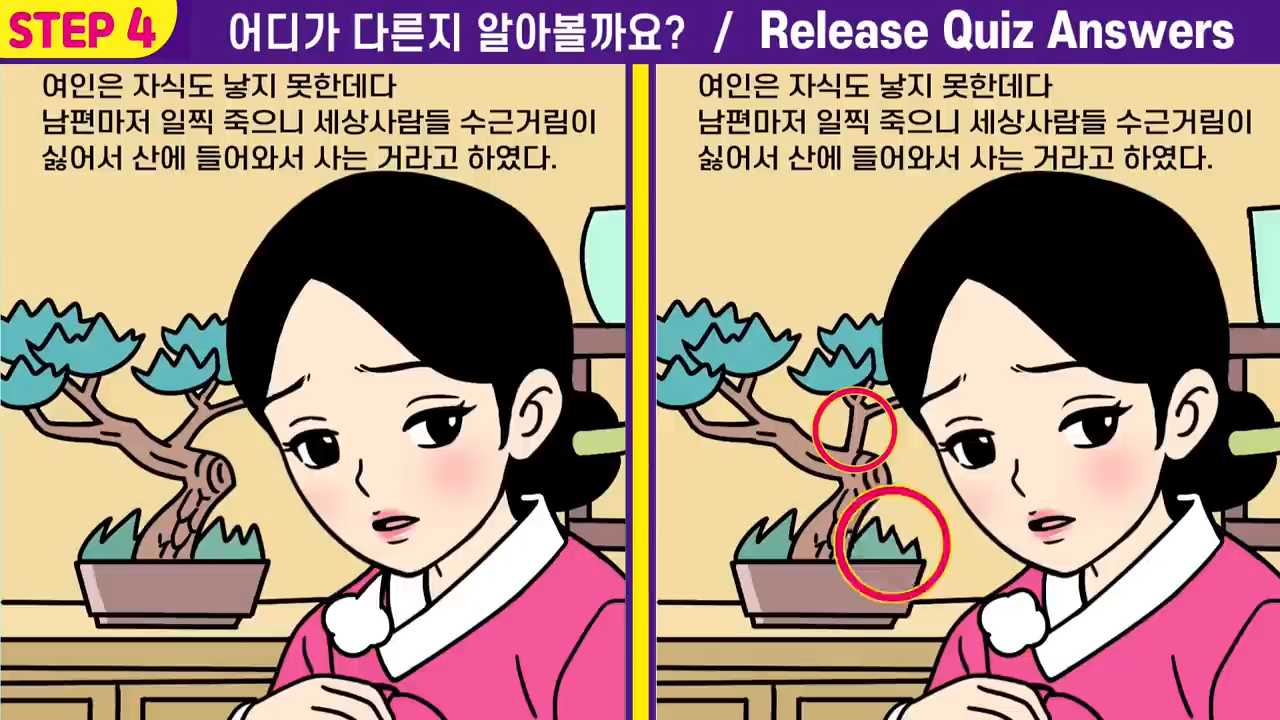 STEP 4
어디가 다른지 알아볼까요? / Release Quiz Answers
여인은 자식도 낳지 못한데다
남편마저 일찍 죽으니 세상사람들 수근거림이
싫어서 산에 들어와서 사는 거라고 하였다.
여인은 자식도 낳지 못한데다
남편마저 일찍 죽으니 세상사람들 수근거림이
싫어서 산에 들어와서 사는 거라고 하였다.